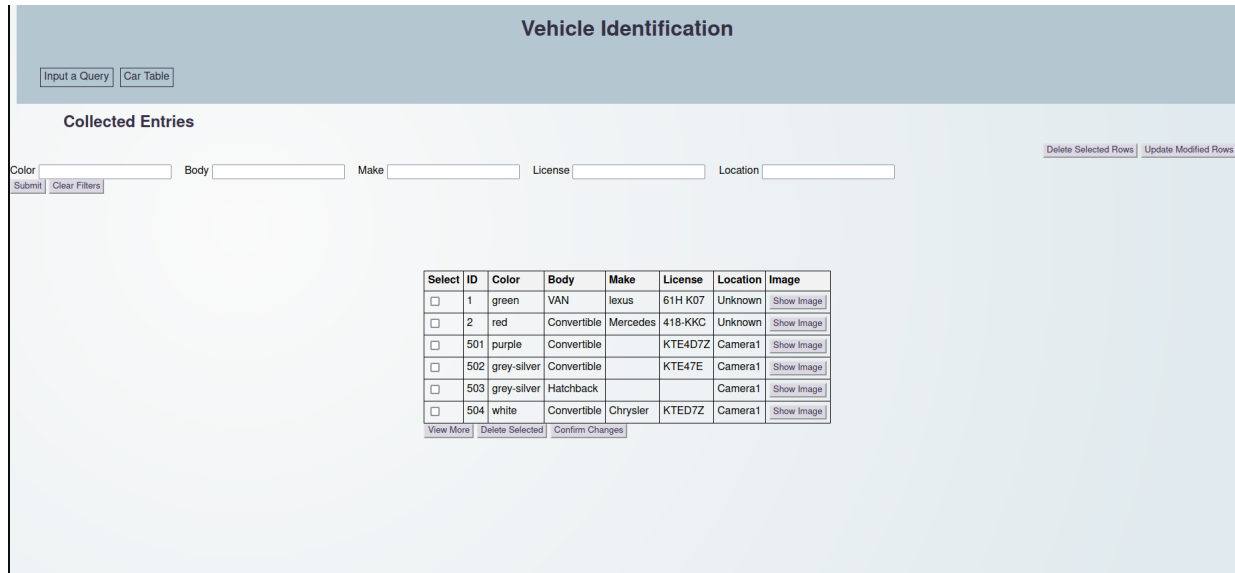 Vehicle Identification
Input a Query Car Table
Collected Entries
Delete Selected Rows Update Modified Rows
Color Body Make License Location
Submit Clear Filters
Select ID Color Body Make License Location Image
1 green VAN lexus 61H K07 Unknown Show Image
2 red Convertible Mercedes 418-KKC Unknown Show Image
501 purple Convertible KTE4D7Z Camera1 Show Image
502 grey-silver Convertible KTE47E Camera1 Show Image
503 grey-silver Hatchback Camera1 Show Image
504 white Convertible Chrysler KTED7Z Camera1 Show Image
View More Delete Selected Confirm Changes